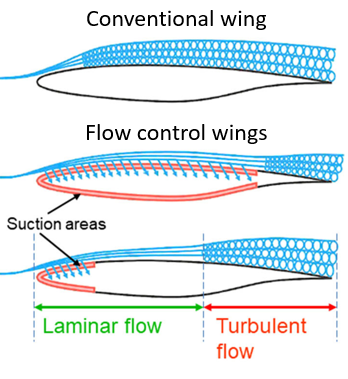 Conventional wing
Flow control wings
Suction areas
Laminar flow
Turbulent
flow